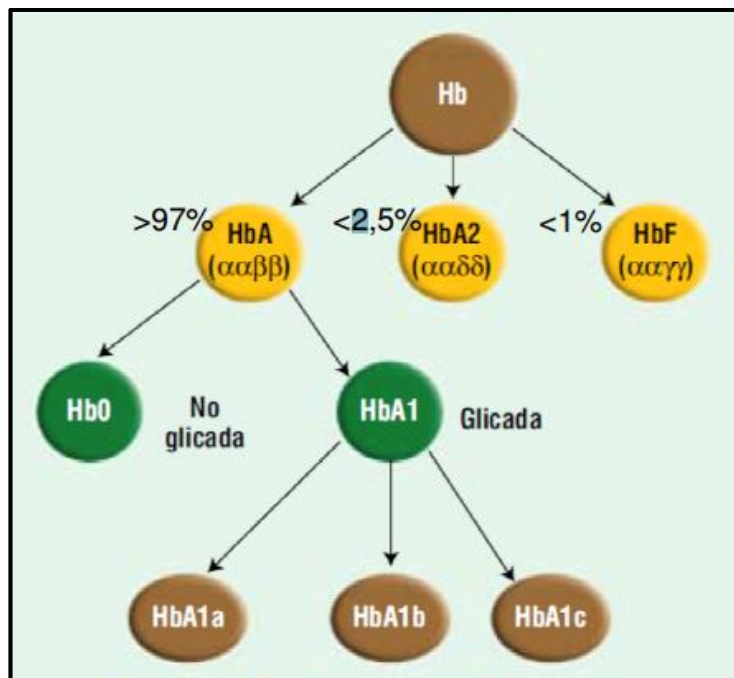 Hb
>97%
HbA
(ααββ)
<2,5%
HbA2
(ααδδ)
<1%
HbF
(ααγγ)
Hb0
No
glicada
HbA1
Glicada
HbA1a
HbA1b
HbA1c